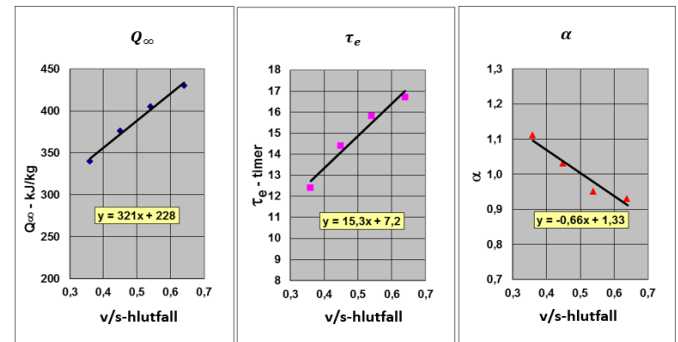 Q∞
450
400
350
300
250
200
Q∞ - kJ/kg
y = 321x + 228
0,3 0,4 0,5 0,6 0,7
v/s-hlutfall
τe
18
17
16
15
14
13
12
11
10
9
8
τe - timer
y = 15,3x + 7,2
0,3 0,4 0,5 0,6 0,7
v/s-hlutfall
α
1,3
1,2
1,1
1,0
0,9
0,8
0,7
α
y = -0,66x + 1,33
0,3 0,4 0,5 0,6 0,7
v/s-hlutfall